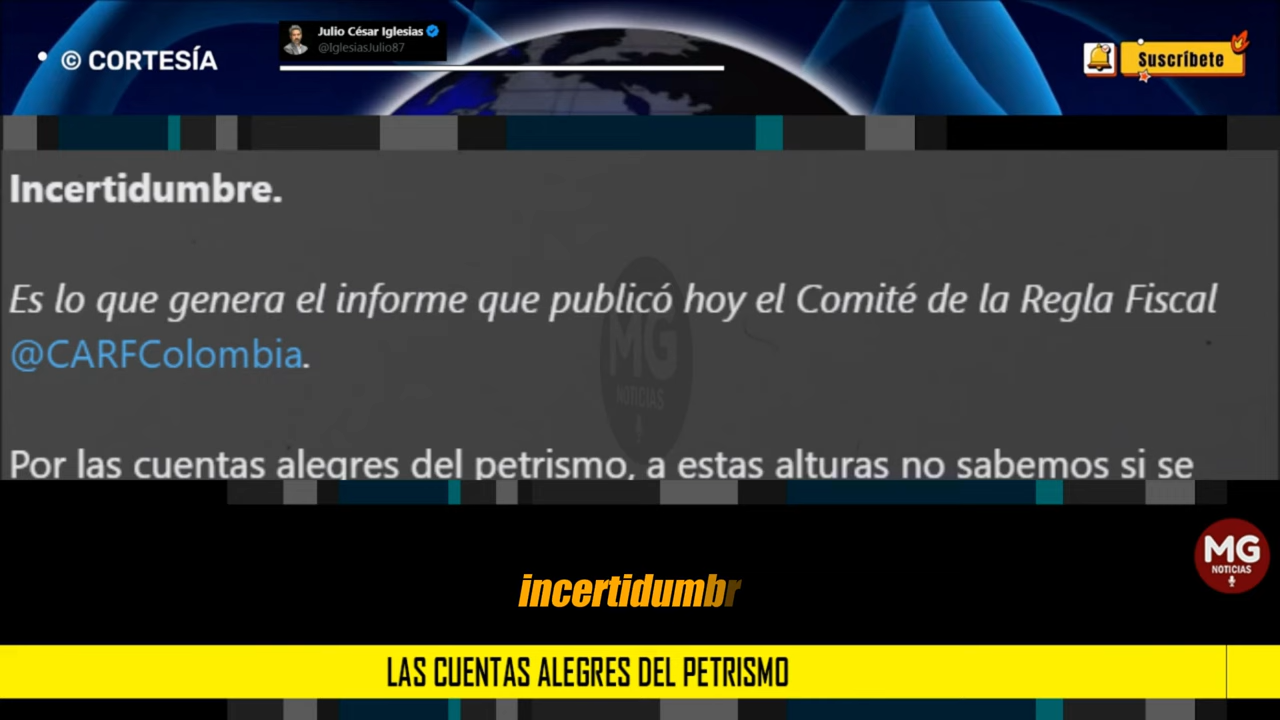 © CORTESÍA
Julio César Iglesias
@IglesiasJulio87
Suscríbete
Incertidumbre.
Es lo que genera el informe que publicó hoy el Comité de la Regla Fiscal
@CARFColombia.
Por las cuentas alegres del petrismo, a estas alturas no sabemos si se
MG
NOTICIAS
incertidumbr
MG
NOTICIAS
LAS CUENTAS ALEGRES DEL PETRISMO